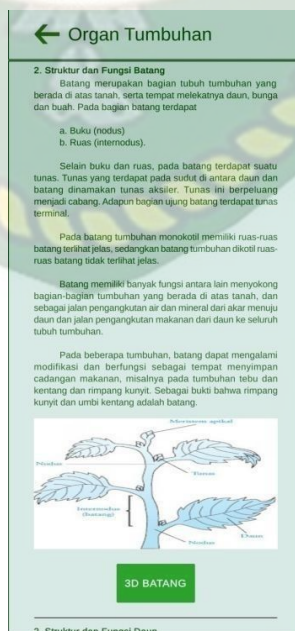 ← Organ Tumbuhan
2. Struktur dan Fungsi Batang
Batang merupakan bagian tubuh tumbuhan yang
berada di atas tanah, serta tempat melekatnya daun, bunga
dan buah. Pada bagian batang terdapat
a. Buku (nodus)
b. Ruas (internodus).
Selain buku dan ruas, pada batang terdapat suatu
tunas. Tunas yang terdapat pada sudut di antara daun dan
batang dinamakan tunas aksiler. Tunas ini berpeluang
menjadi cabang. Adapun bagian ujung batang terdapat tunas
terminal.
Pada batang tumbuhan monokotil memiliki ruas-ruas
batang terlihat jelas, sedangkan batang tumbuhan dikotil ruas-
ruas batang tidak terlihat jelas.
Batang memiliki banyak fungsi antara lain menyokong
bagian-bagian tumbuhan yang berada di atas tanah, dan
sebagai jalan pengangkutan air dan mineral dari akar menuju
daun dan jalan pengangkutan makanan dari daun ke seluruh
tubuh tumbuhan.
Pada beberapa tumbuhan, batang dapat mengalami
modifikasi dan berfungsi sebagai tempat menyimpan
cadangan makanan, misalnya pada tumbuhan tebu dan
kentang dan rimpang kunyit. Sebagai bukti bahwa rimpang
kunyit dan umbi kentang adalah batang.
Meristem apikal
Nodus
Tunas
Internodus
(batang)
Daun
Nodus
3D BATANG
3. Struktur dan Fungsi Daun